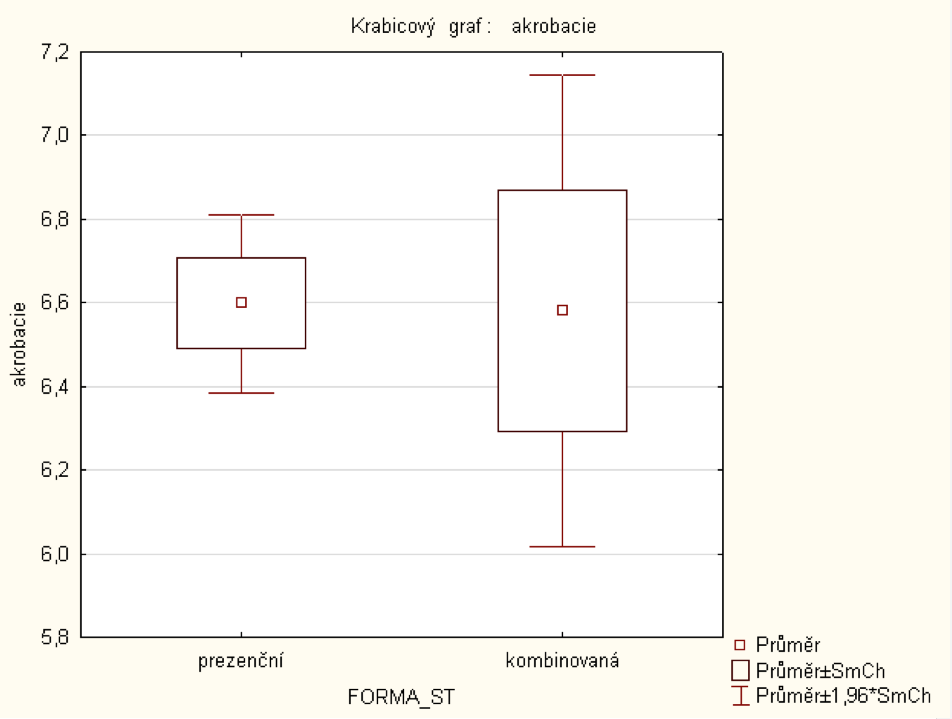 Krabicový graf: akrobacie
7,2
7,0
6,8
6,6
6,4
6,2
6,0
5,8
akrobacie
prezenční kombinovaná
FORMA_ST
Průměr
Průměr±SmCh
Průměr±1,96*SmCh